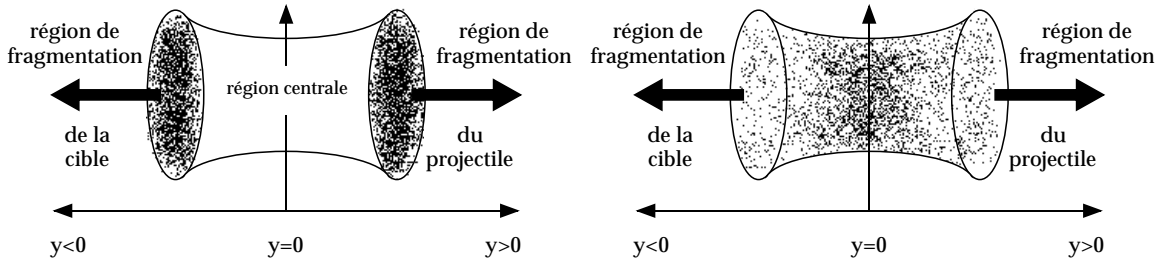 région de
fragmentation
de la
cible
région centrale
région de
fragmentation
du
projectile
y<0
y=0
y>0
région de
fragmentation
de la
cible
région de
fragmentation
du
projectile
y<0
y=0
y>0